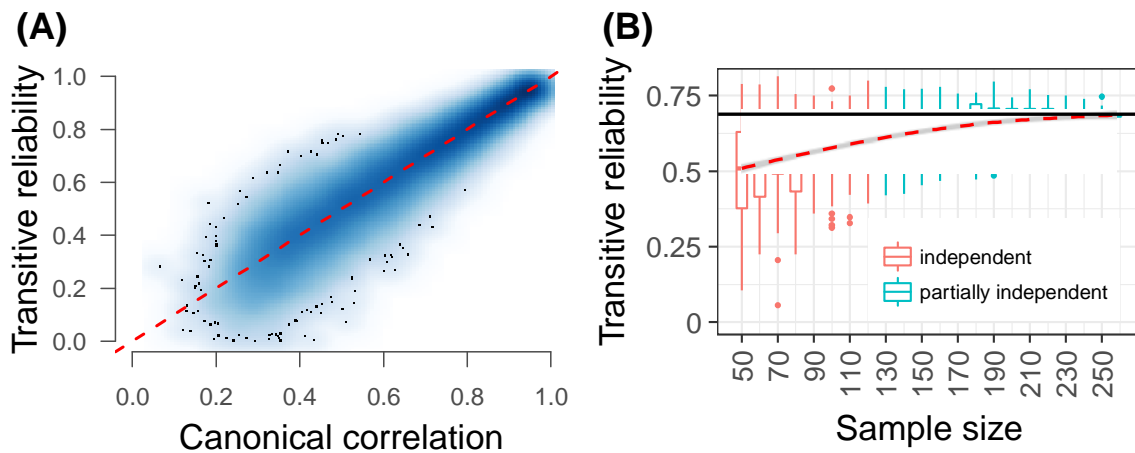 (A)
Transitive reliability
1.0
0.8
0.6
0.4
0.2
0.0
0.0 0.2 0.4 0.6 0.8 1.0
Canonical correlation
(B)
Transitive reliability
0.75
0.5
0.25
0
independent
partially independent
50 70 90 110 130 150 170 190 210 230 250
Sample size